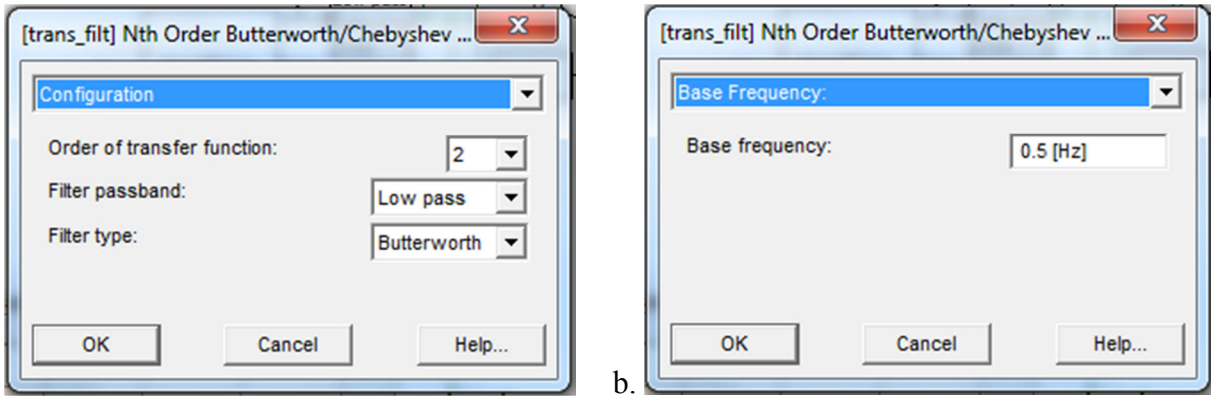 [trans_filt] Nth Order Butterworth/Chebyshev ...
Configuration
Order of transfer function: 2
Filter passband: Low pass
Filter type: Butterworth
OK Cancel Help...
b.
[trans_filt] Nth Order Butterworth/Chebyshev ...
Base Frequency:
Base frequency: 0.5 [Hz]
OK Cancel Help...